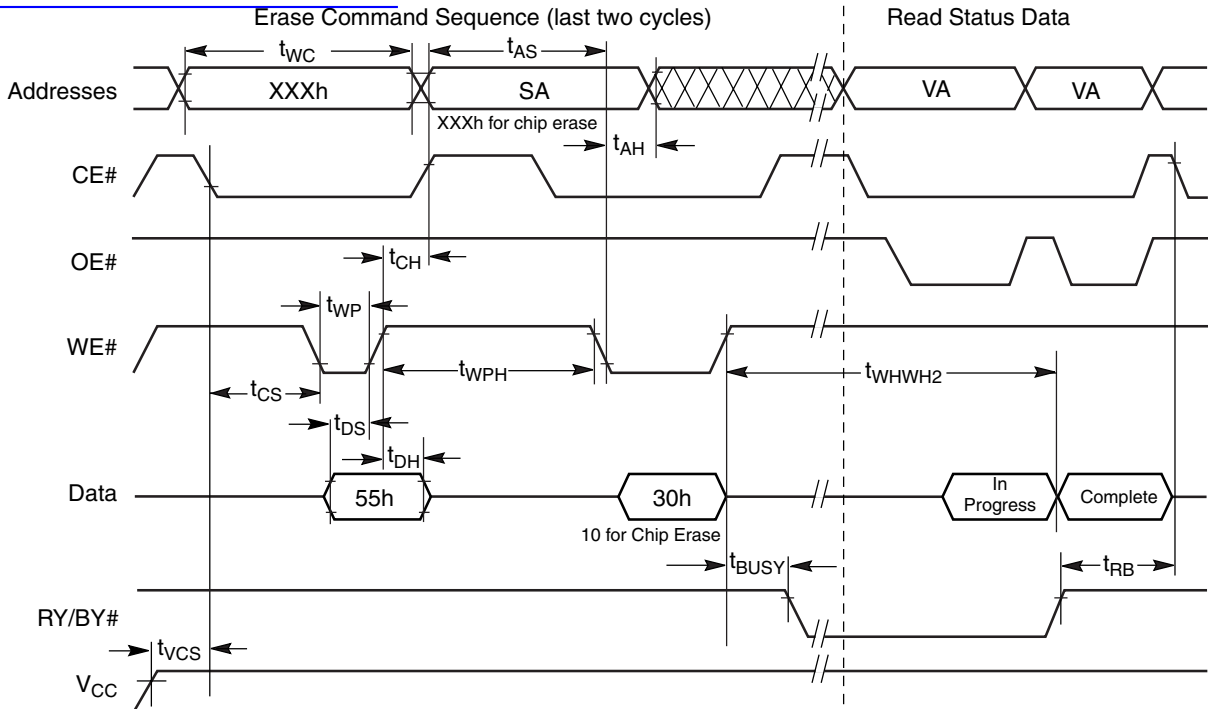 Erase Command Sequence (last two cycles)
Read Status Data
tWC
tAS
Addresses
XXXh
SA
VA
VA
XXXh for chip erase
tAH
CE#
OE#
tCH
tWP
WE#
tWPH
tWHWH2
tCS
tDS
tDH
Data
55h
30h
In
Progress
Complete
10 for Chip Erase
tBUSY
tRB
RY/BY#
tVCS
VCC